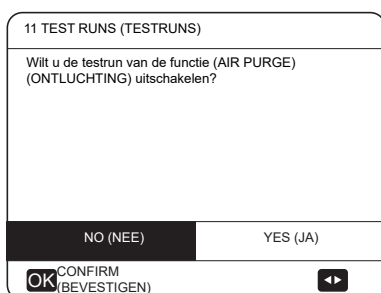 11 TEST RUNS (TESTRUNS)
Wilt u de testrun van de functie (AIR PURGE)
(ONTLUCHTING) uitschakelen?
NO (NEE)
YES (JA)
OK CONFIRM
(BEVESTIGEN)